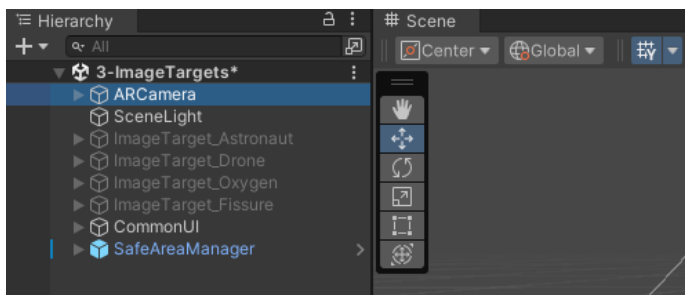 Hierarchy
All
3-ImageTargets*
ARCamera
SceneLight
ImageTarget_Astronaut
ImageTarget_Drone
ImageTarget_Oxygen
ImageTarget_Fissure
CommonUI
SafeAreaManager
Scene
Center
Global